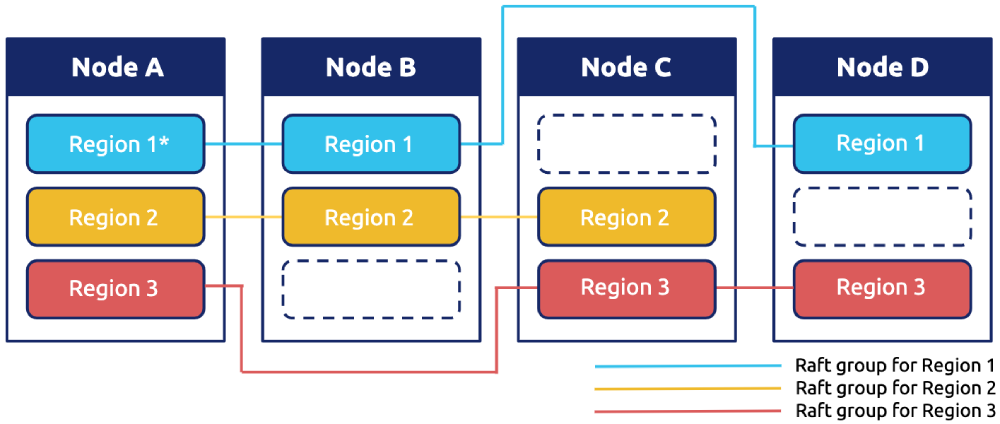 Node A
Node B
Node C
Node D
Region 1*
Region 1
Region 1
Region 2
Region 2
Region 2
Region 3
Region 3
Region 3
Raft group for Region 1
Raft group for Region 2
Raft group for Region 3